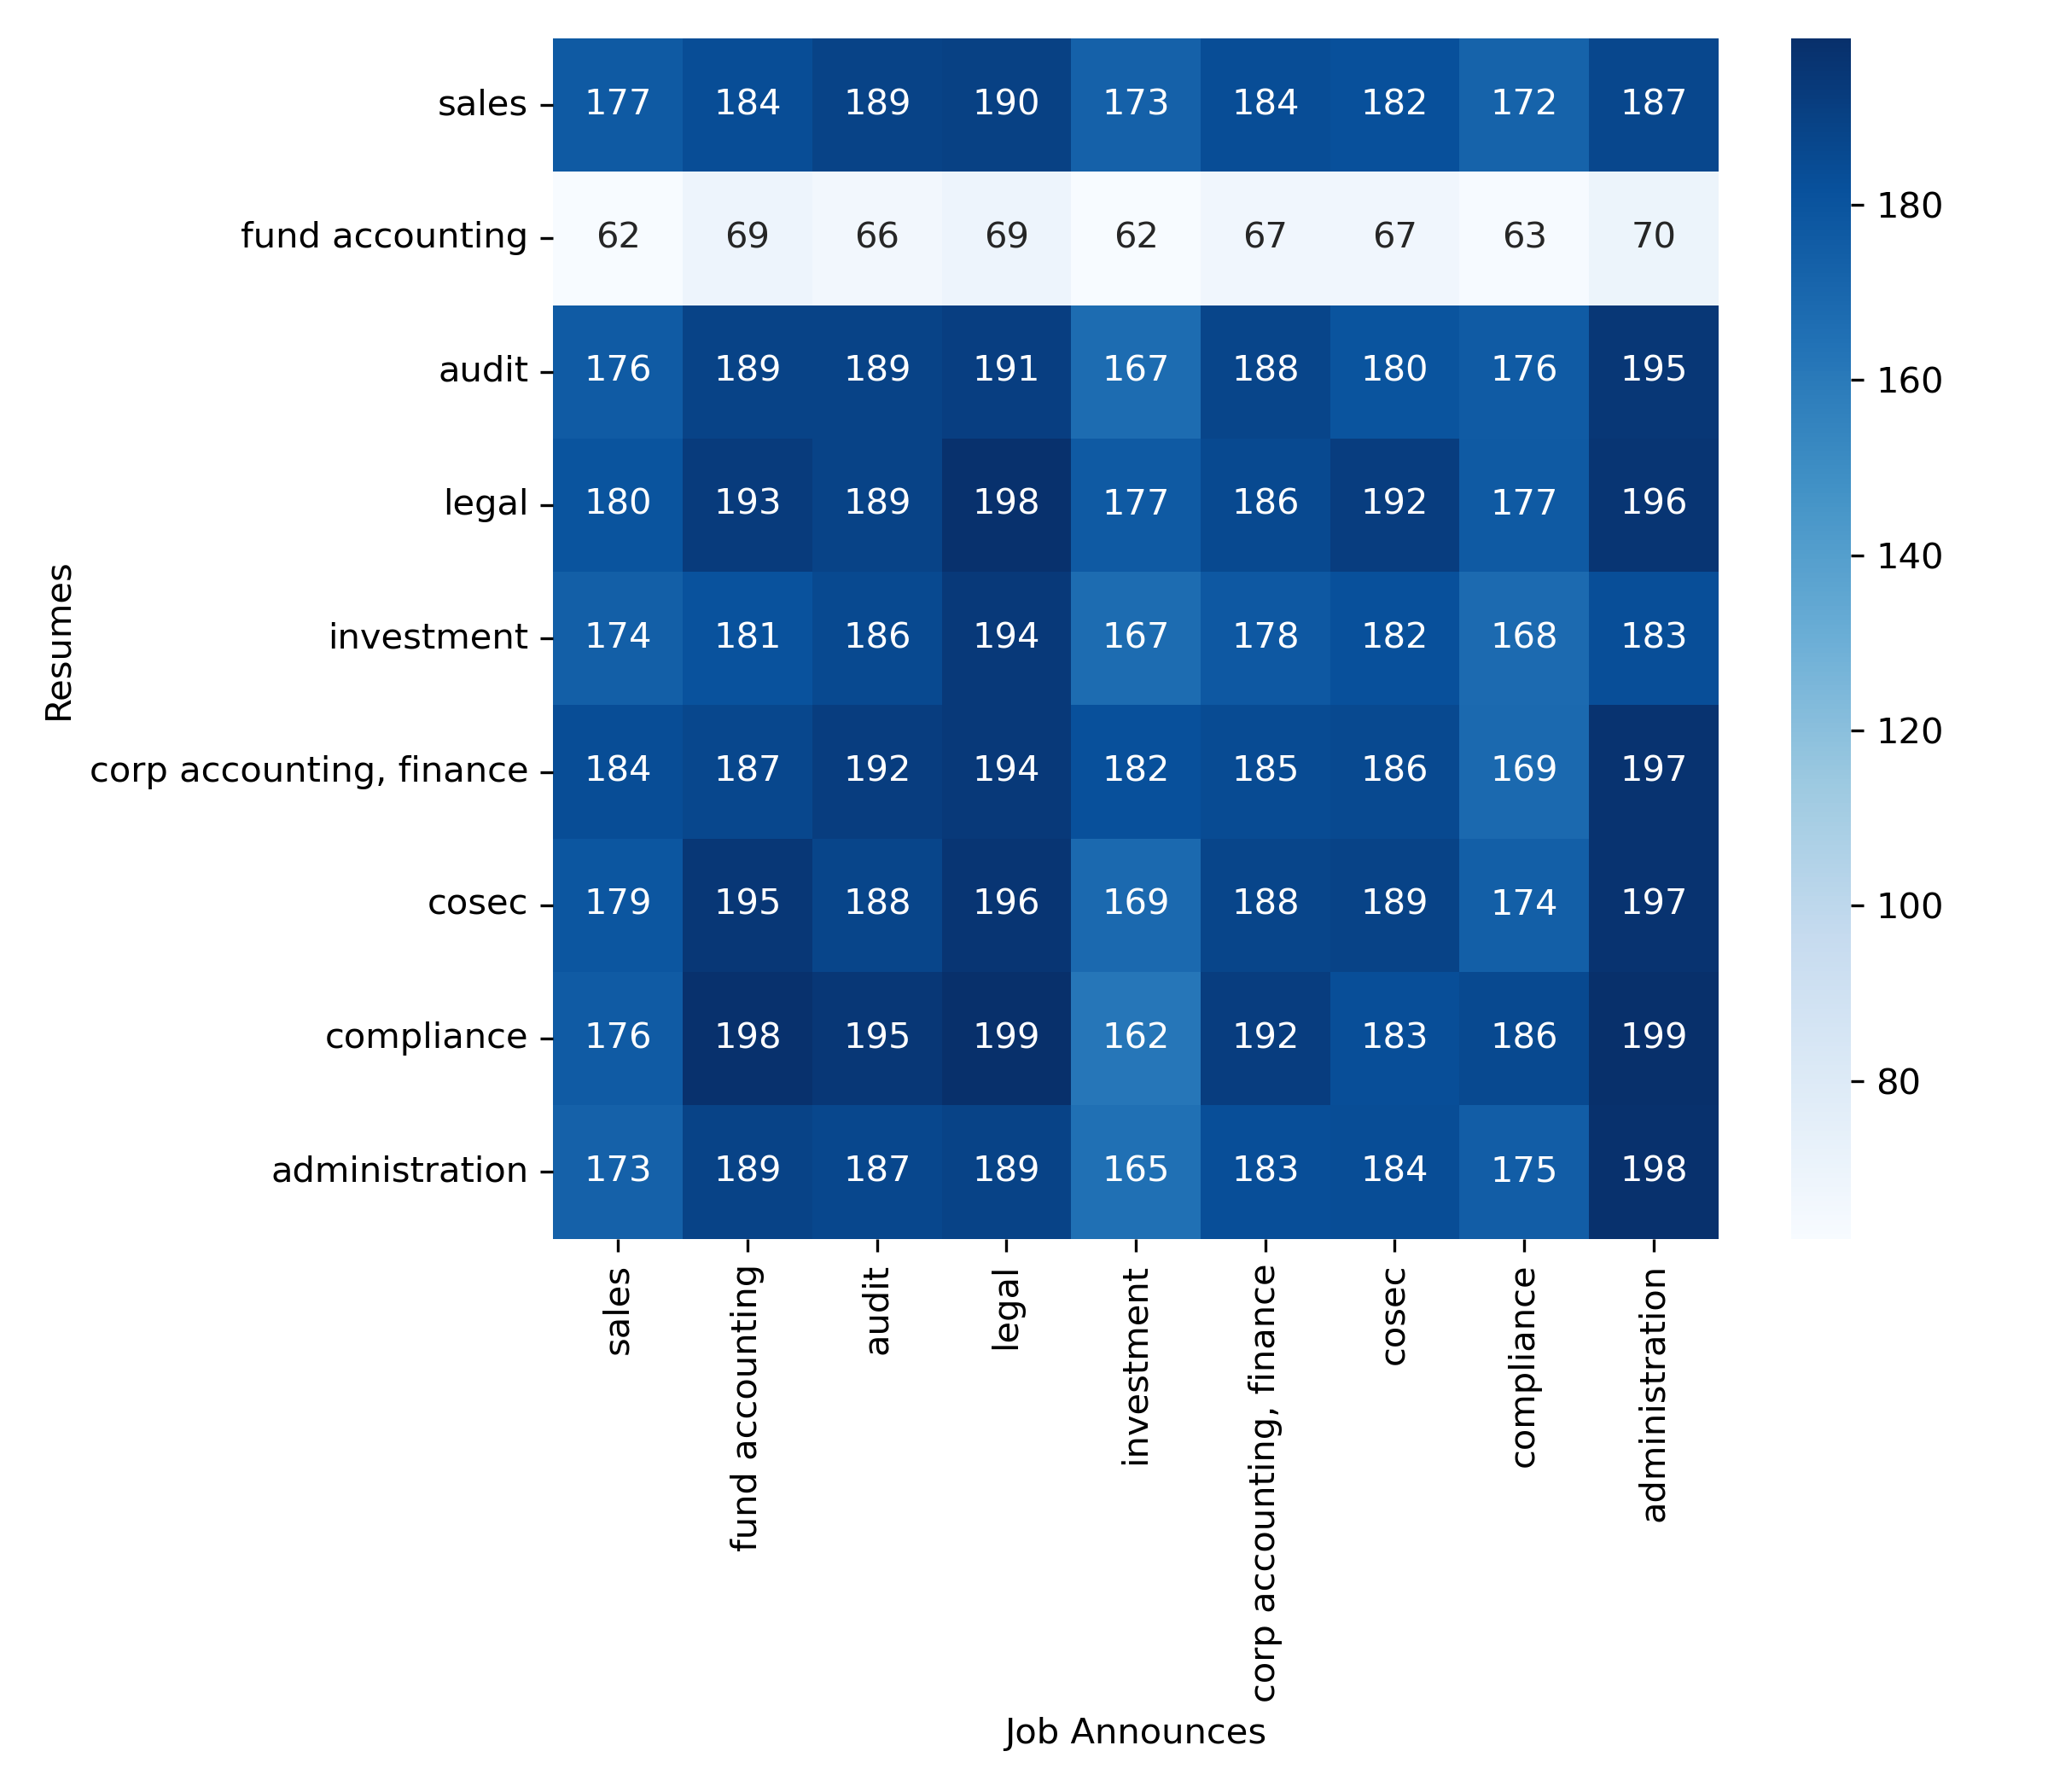 sales 177 184 189 190 173 184 182 172 187
fund accounting 62 69 66 69 62 67 67 63 70
audit 176 189 189 191 167 188 180 176 195
legal 180 193 189 198 177 186 192 177 196
investment 174 181 186 194 167 178 182 168 183
corp accounting, finance 184 187 192 194 182 185 186 169 197
cosec 179 195 188 196 169 188 189 174 197
compliance 176 198 195 199 162 192 183 186 199
administration 173 189 187 189 165 183 184 175 198
Resumes
sales
fund accounting
audit
legal
investment
corp accounting, finance
cosec
compliance
administration
Job Announces
180
160
140
120
100
80